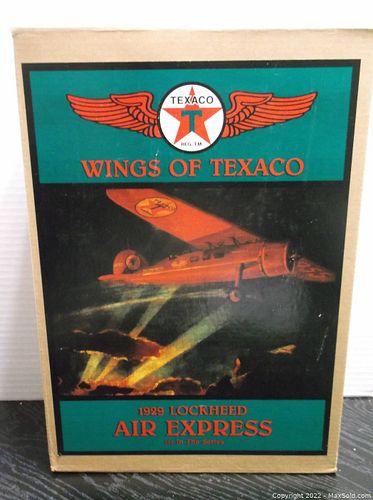 TEXACO
T
REG. T.M.
WINGS OF TEXACO
1929 LOCKHEED
AIR EXPRESS
1st In The Series
Copyright 2022 - MaxSold.com